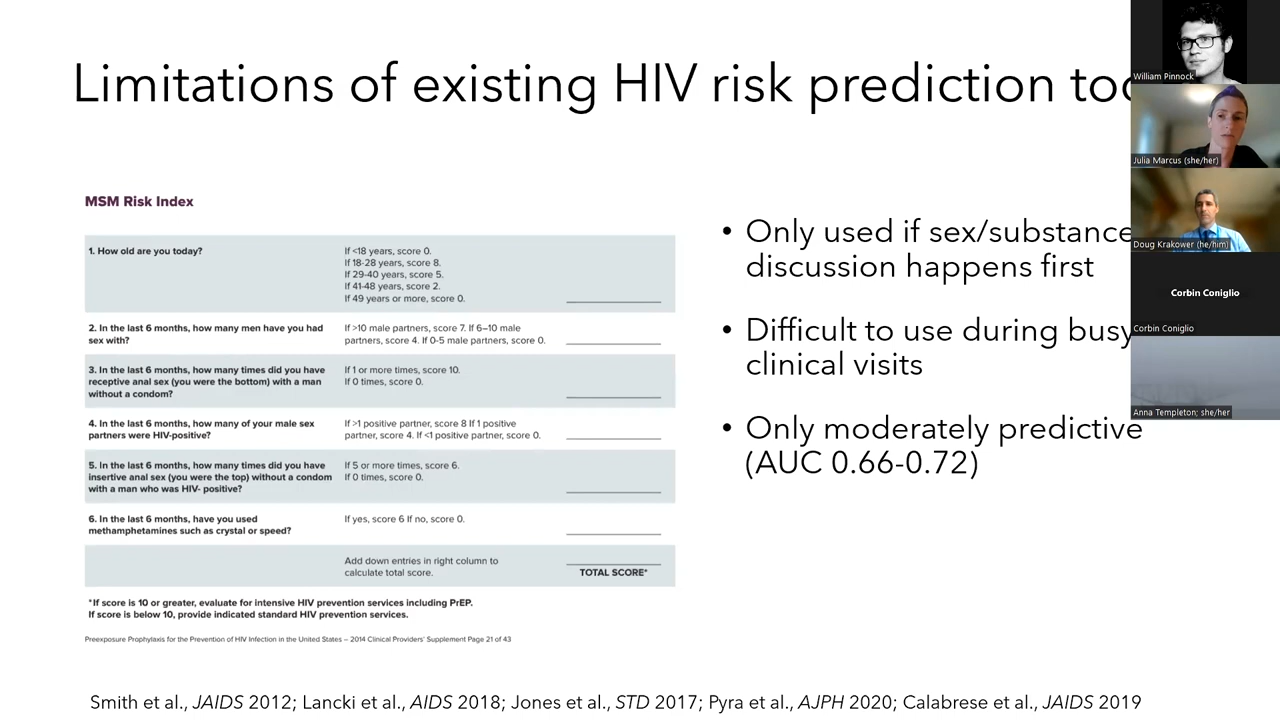 Limitations of existing HIV risk prediction
MSM Risk Index
1. How old are you today?
If <18 years, score 0.
If 18-28 years, score 8.
If 29-40 years, score 5.
If 41-48 years, score 2.
If 49 years or more, score 0.
2. In the last 6 months, how many men have you had
sex with?
If >10 male partners, score 7. If 6–10 male
partners, score 4. If 0-5 male partners, score 0.
3. In the last 6 months, how many times did you have
receptive anal sex (you were the bottom) with a man
without a condom?
If 1 or more times, score 10.
If 0 times, score 0.
4. In the last 6 months, how many of your male sex
partners were HIV-positive?
If >1 positive partner, score 8 If 1 positive
partner, score 4. If <1 positive partner, score 0.
5. In the last 6 months, how many times did you have
insertive anal sex (you were the top) without a condom
with a man who was HIV- positive?
If 5 or more times, score 6.
If 0 times, score 0.
6. In the last 6 months, have you used
methamphetamines such as crystal or speed?
If yes, score 6 If no, score 0.
Add down entries in right column to
calculate total score.
TOTAL SCORE*
*If score is 10 or greater, evaluate for intensive HIV prevention services including PrEP.
If score is below 10, provide indicated standard HIV prevention services.
Preexposure Prophylaxis for the Prevention of HIV Infection in the United States – 2014 Clinical Providers' Supplement Page 21 of 43
• Only used if sex/substance
discussion happens first
• Difficult to use during busy
clinical visits
• Only moderately predictive
(AUC 0.66-0.72)
Smith et al., JAIDS 2012; Lancki et al., AIDS 2018; Jones et al., STD 2017; Pyra et al., AJPH 2020; Calabrese et al., JAIDS 2019
William Pinnock
Julia Marcus (she/her)
Doug Krakower (he/him)
Corbin Coniglio
Corbin Coniglio
Anna Templeton; she/her